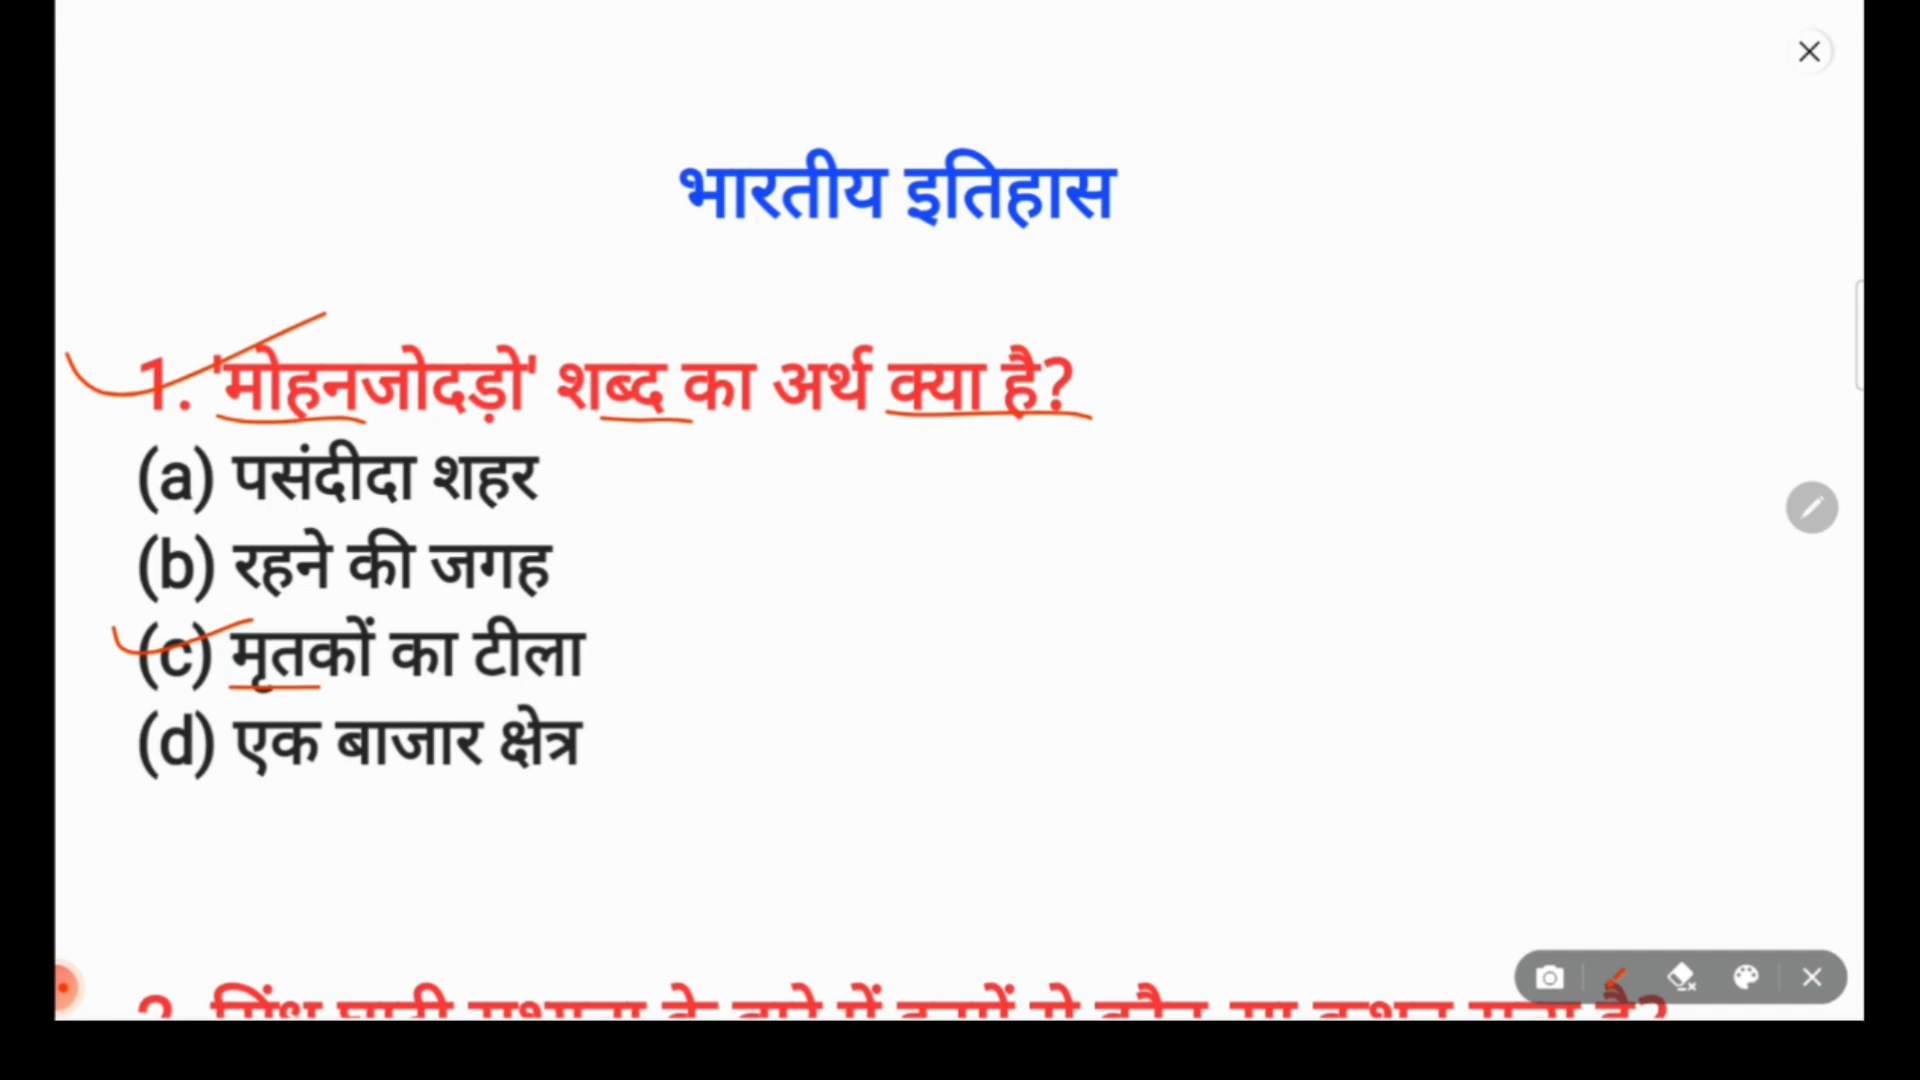 भारतीय इतिहास
1. 'मोहनजोदड़ो' शब्द का अर्थ क्या है?
(a) पसंदीदा शहर
(b) रहने की जगह
(c) मृतकों का टीला
(d) एक बाजार क्षेत्र